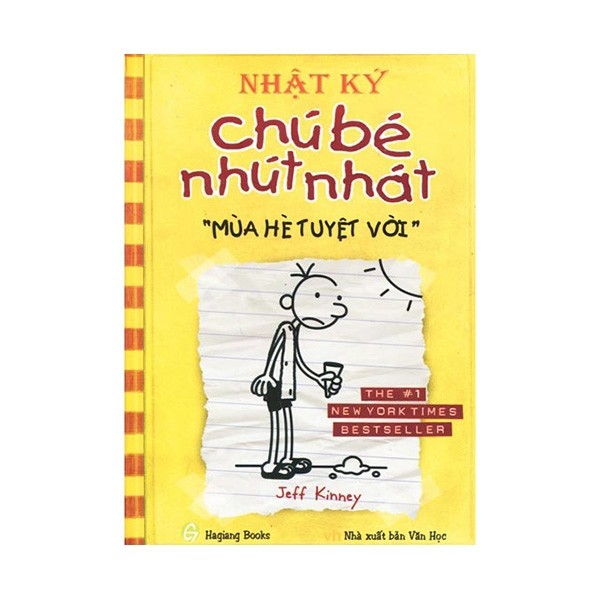 NHẬT KÝ
chú bé
nhút nhát
"MÙA HÈ TUYỆT VỜI"
THE #1
NEW YORK TIMES
BESTSELLER
Jeff Kinney
Hagiang Books
vh Nhà xuất bản Văn Học